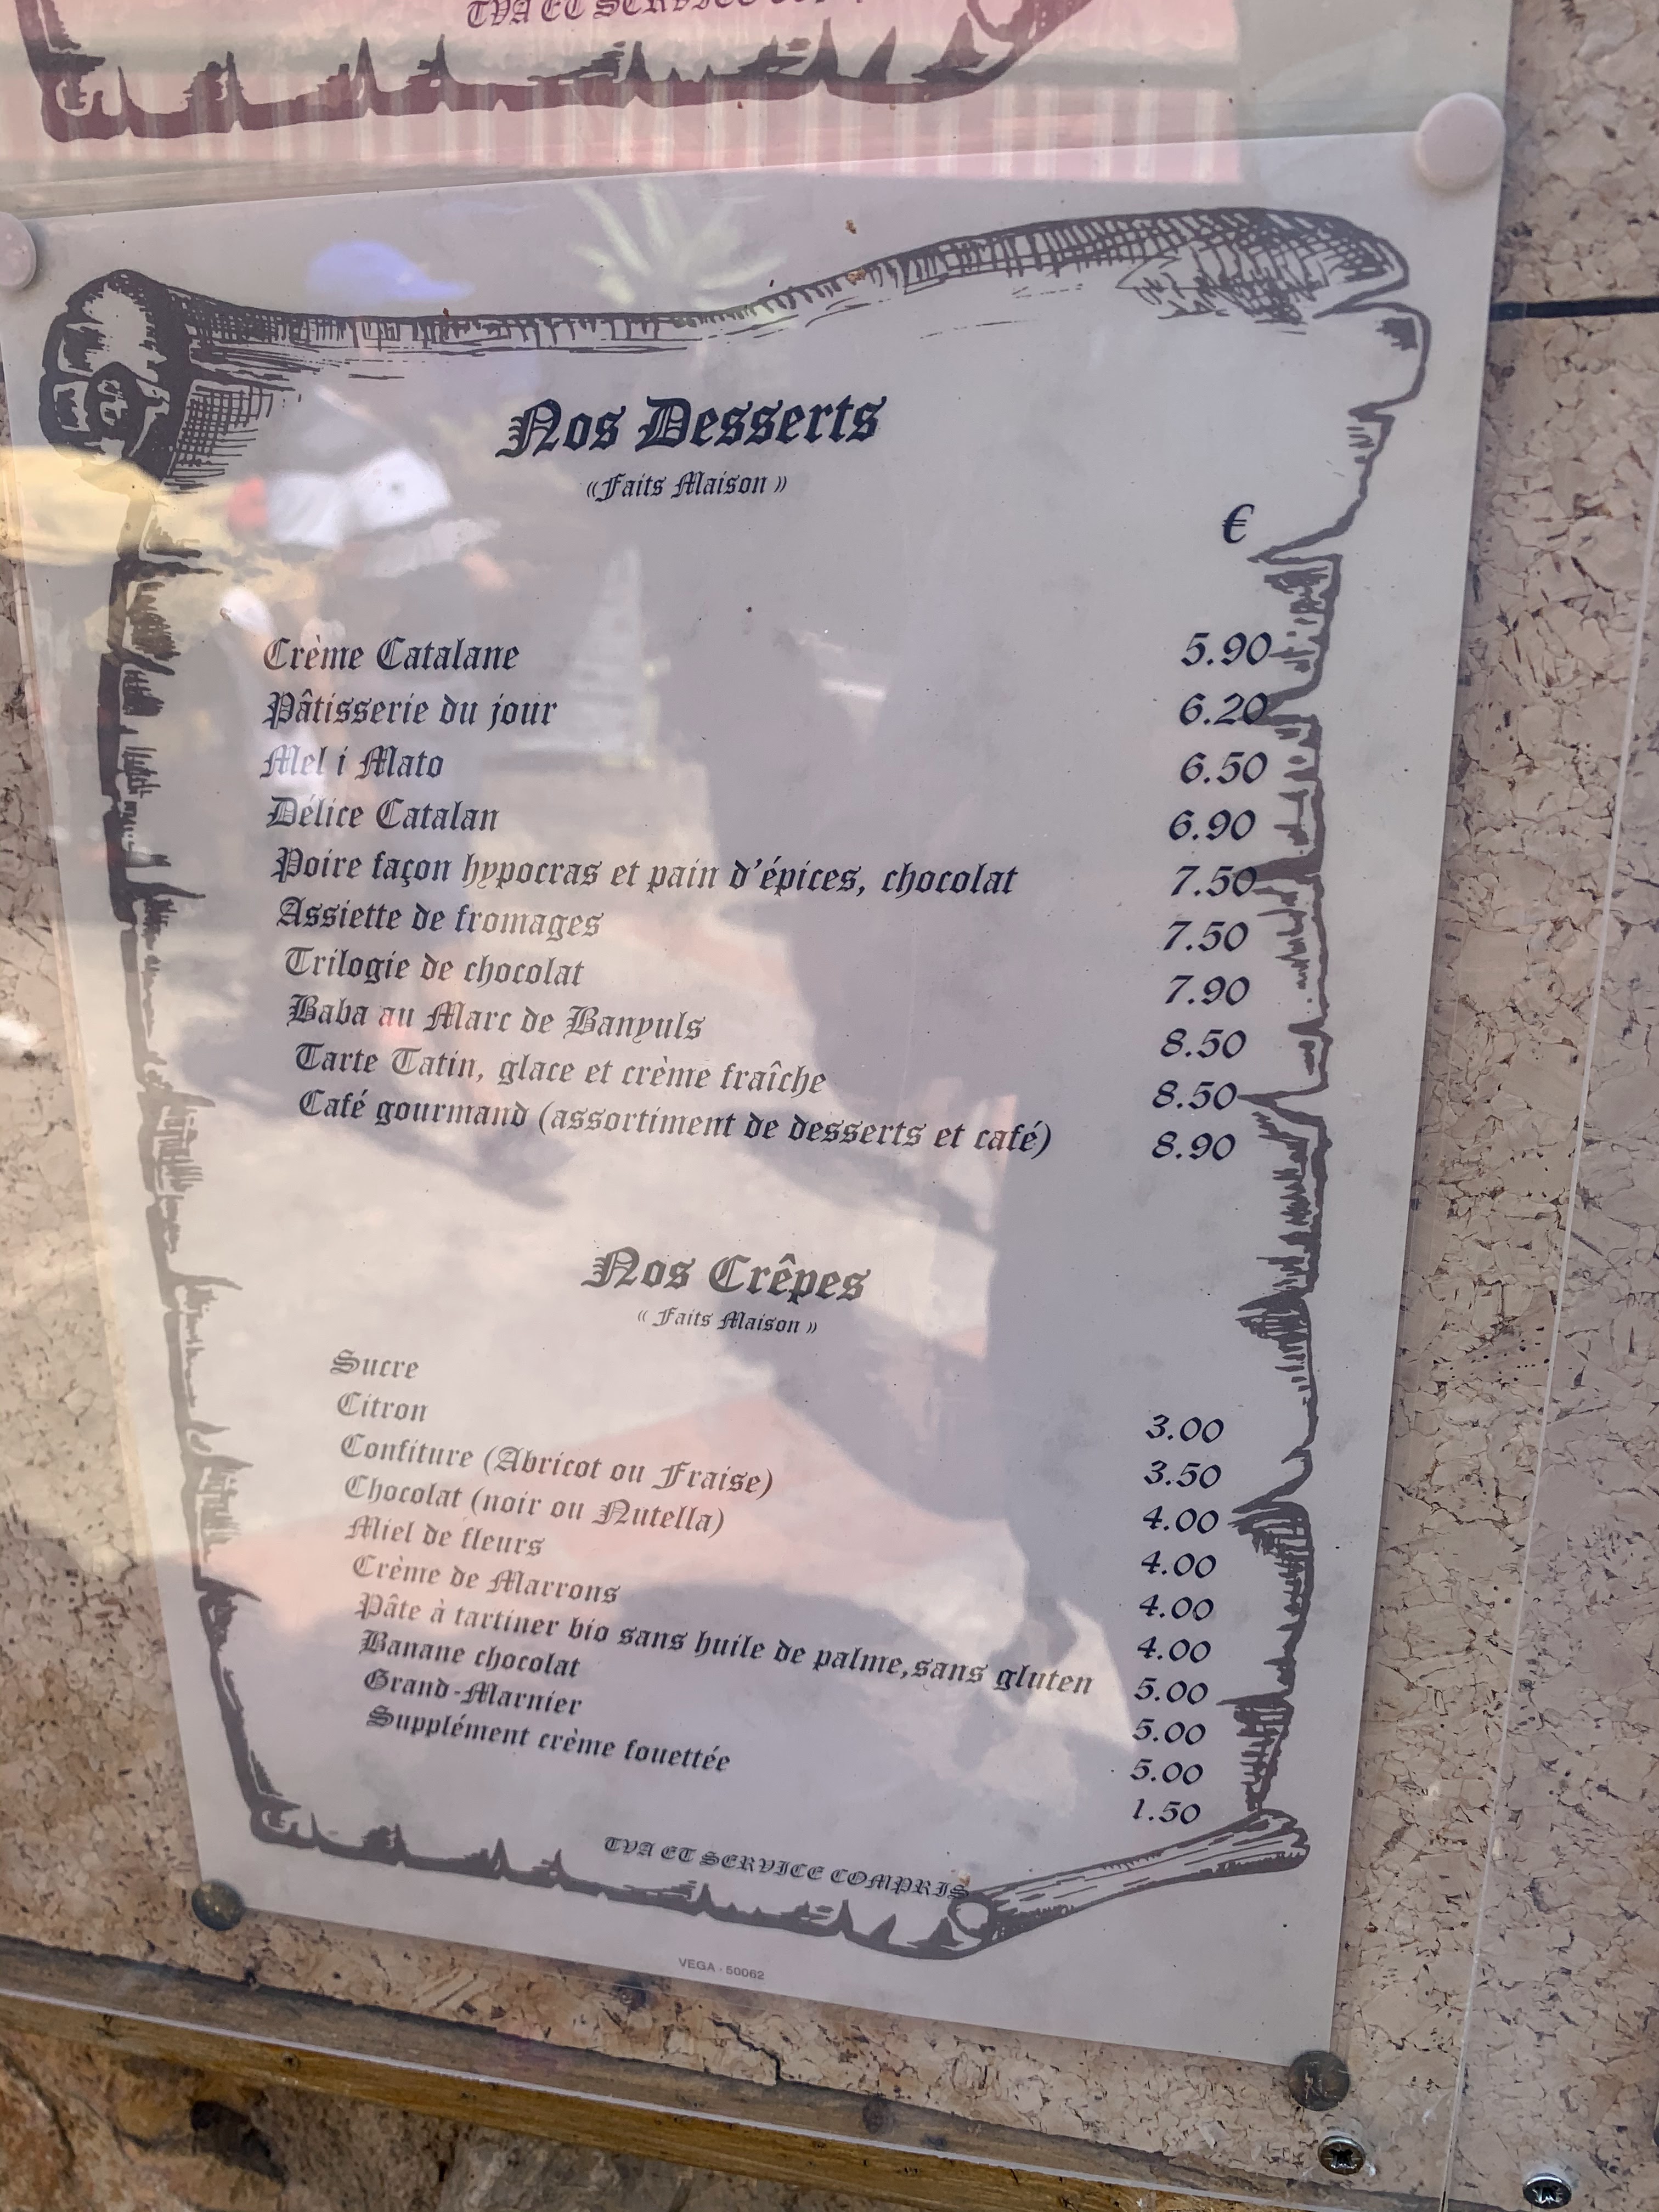 TVA ET SERVICE
Nos Desserts
«Faits Maison »
€
Crème Catalane 5.90
Pâtisserie du jour 6.20
Mel i Mato 6.50
Délice Catalan 6.90
Poire façon hypocras et pain d'épices, chocolat 7.50
Assiette de fromages 7.50
Trilogie de chocolat 7.90
Baba au Marc de Banyuls 8.50
Tarte Tatin, glace et crème fraîche 8.50
Café gourmand (assortiment de desserts et café) 8.90
Nos Crêpes
« Faits Maison »
Sucre 3.00
Citron 3.50
Confiture (Abricot ou Fraise) 4.00
Chocolat (noir ou Nutella) 4.00
Miel de fleurs 4.00
Crème de Marrons 4.00
Pâte à tartiner bio sans huile de palme,sans gluten 5.00
Banane chocolat 5.00
Grand-Marnier 5.00
Supplément crème fouettée 1.50
TVA ET SERVICE COMPRIS
VEGA - 50062